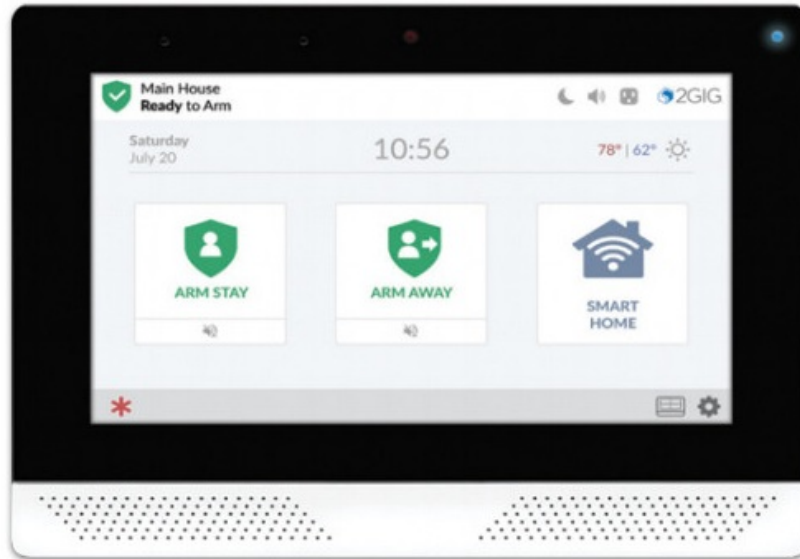 Main House
Ready to Arm
2GIG
Saturday
July 20
10:56
78° | 62°
ARM STAY
ARM AWAY
SMART
HOME